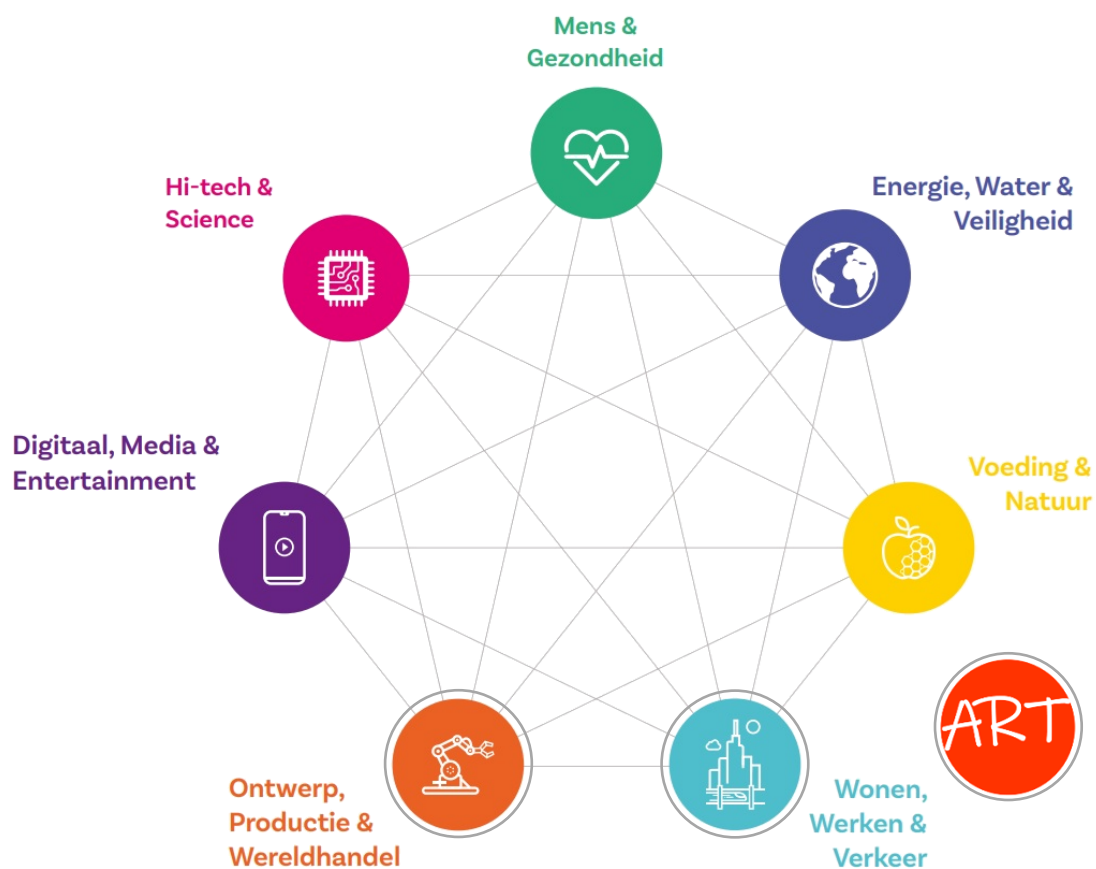 Mens &
Gezondheid
Hi-tech &
Science
Energie, Water &
Veiligheid
Digitaal, Media &
Entertainment
Voeding &
Natuur
ART
Ontwerp,
Productie &
Wereldhandel
Wonen,
Werken &
Verkeer